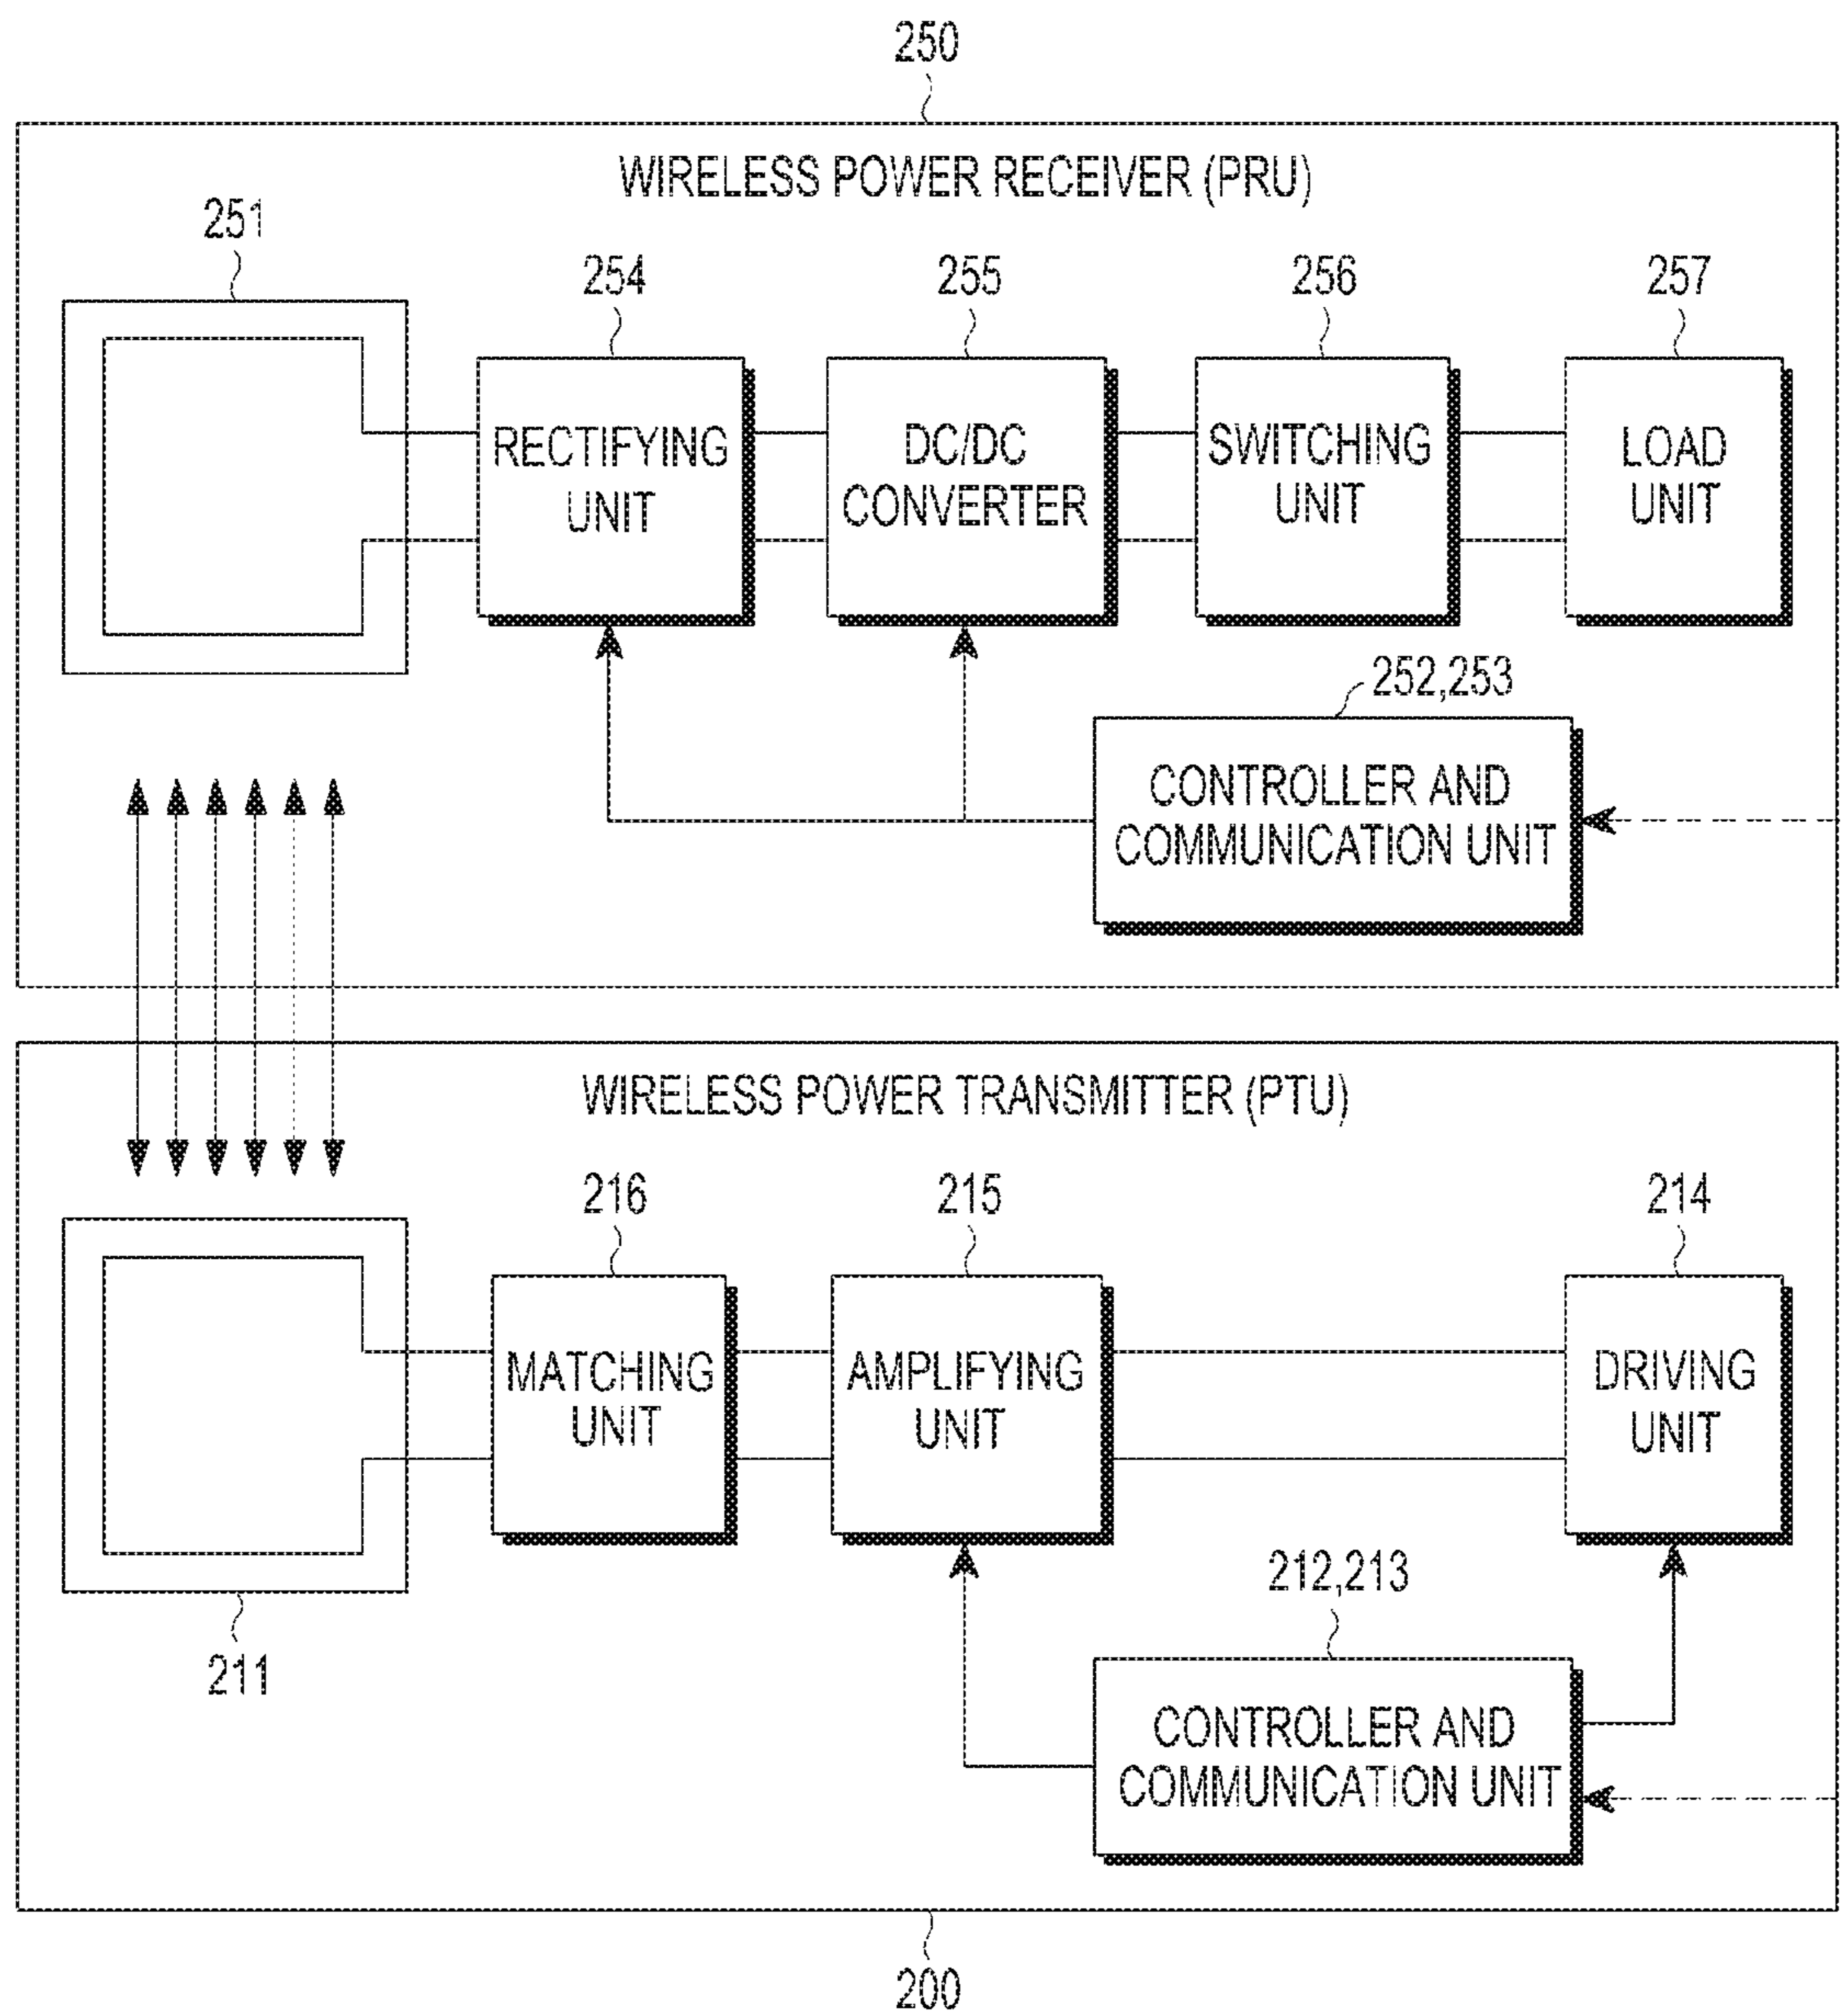 250
WIRELESS POWER RECEIVER (PRU)
251
254
255
256
257
RECTIFYING
UNIT
DC/DC
CONVERTER
SWITCHING
UNIT
LOAD
UNIT
252,253
CONTROLLER AND
COMMUNICATION UNIT
WIRELESS POWER TRANSMITTER (PTU)
216
215
214
MATCHING
UNIT
AMPLIFYING
UNIT
DRIVING
UNIT
211
212,213
CONTROLLER AND
COMMUNICATION UNIT
200